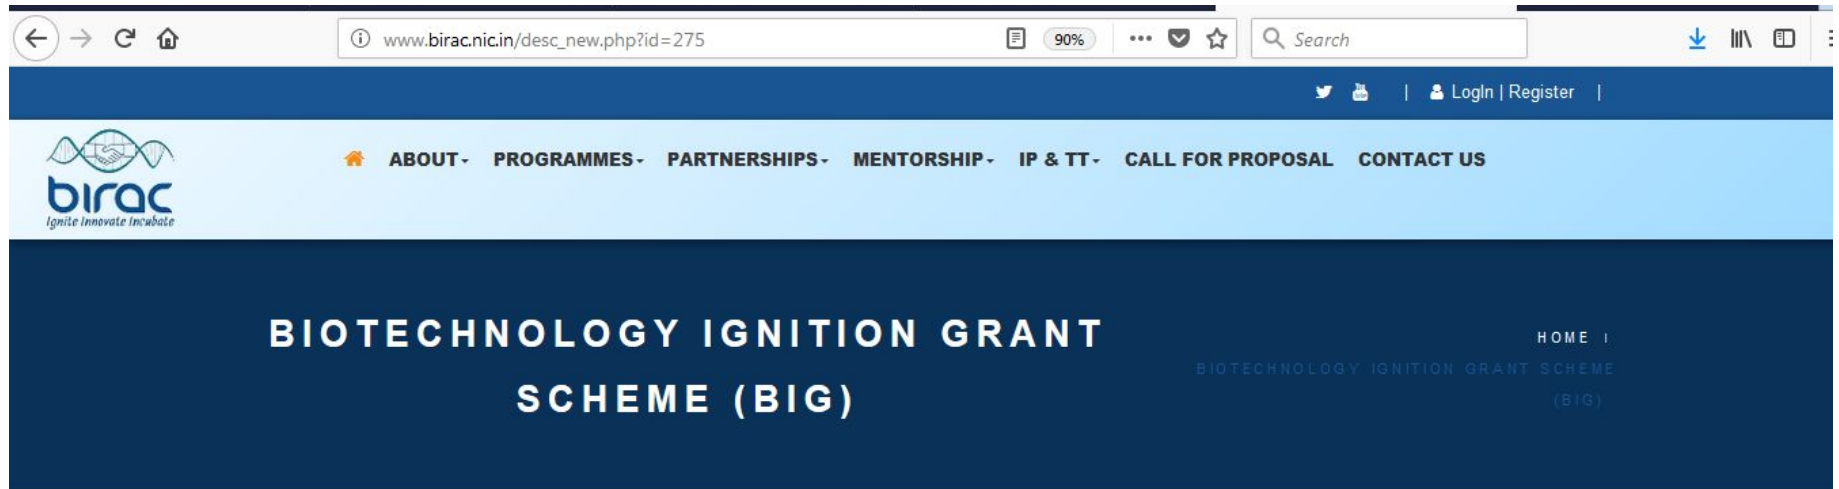 www.birac.nic.in/desc_new.php?id=275
90%
Search
LogIn | Register |
birac
Ignite Innovate Incubate
ABOUT
PROGRAMMES
PARTNERSHIPS
MENTORSHIP
IP & TT
CALL FOR PROPOSAL
CONTACT US
BIOTECHNOLOGY IGNITION GRANT
SCHEME (BIG)
HOME
BIOTECHNOLOGY IGNITION GRANT SCHEME
(BIG)